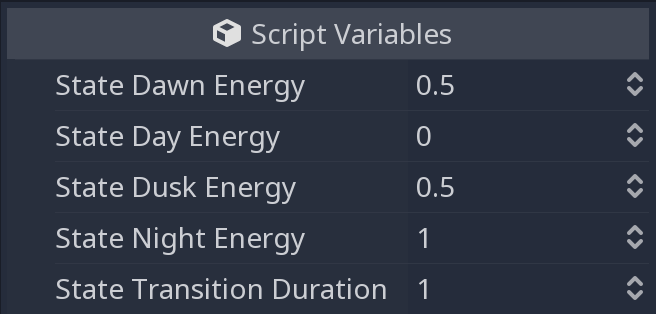 Script Variables
State Dawn Energy 0.5
State Day Energy 0
State Dusk Energy 0.5
State Night Energy 1
State Transition Duration 1